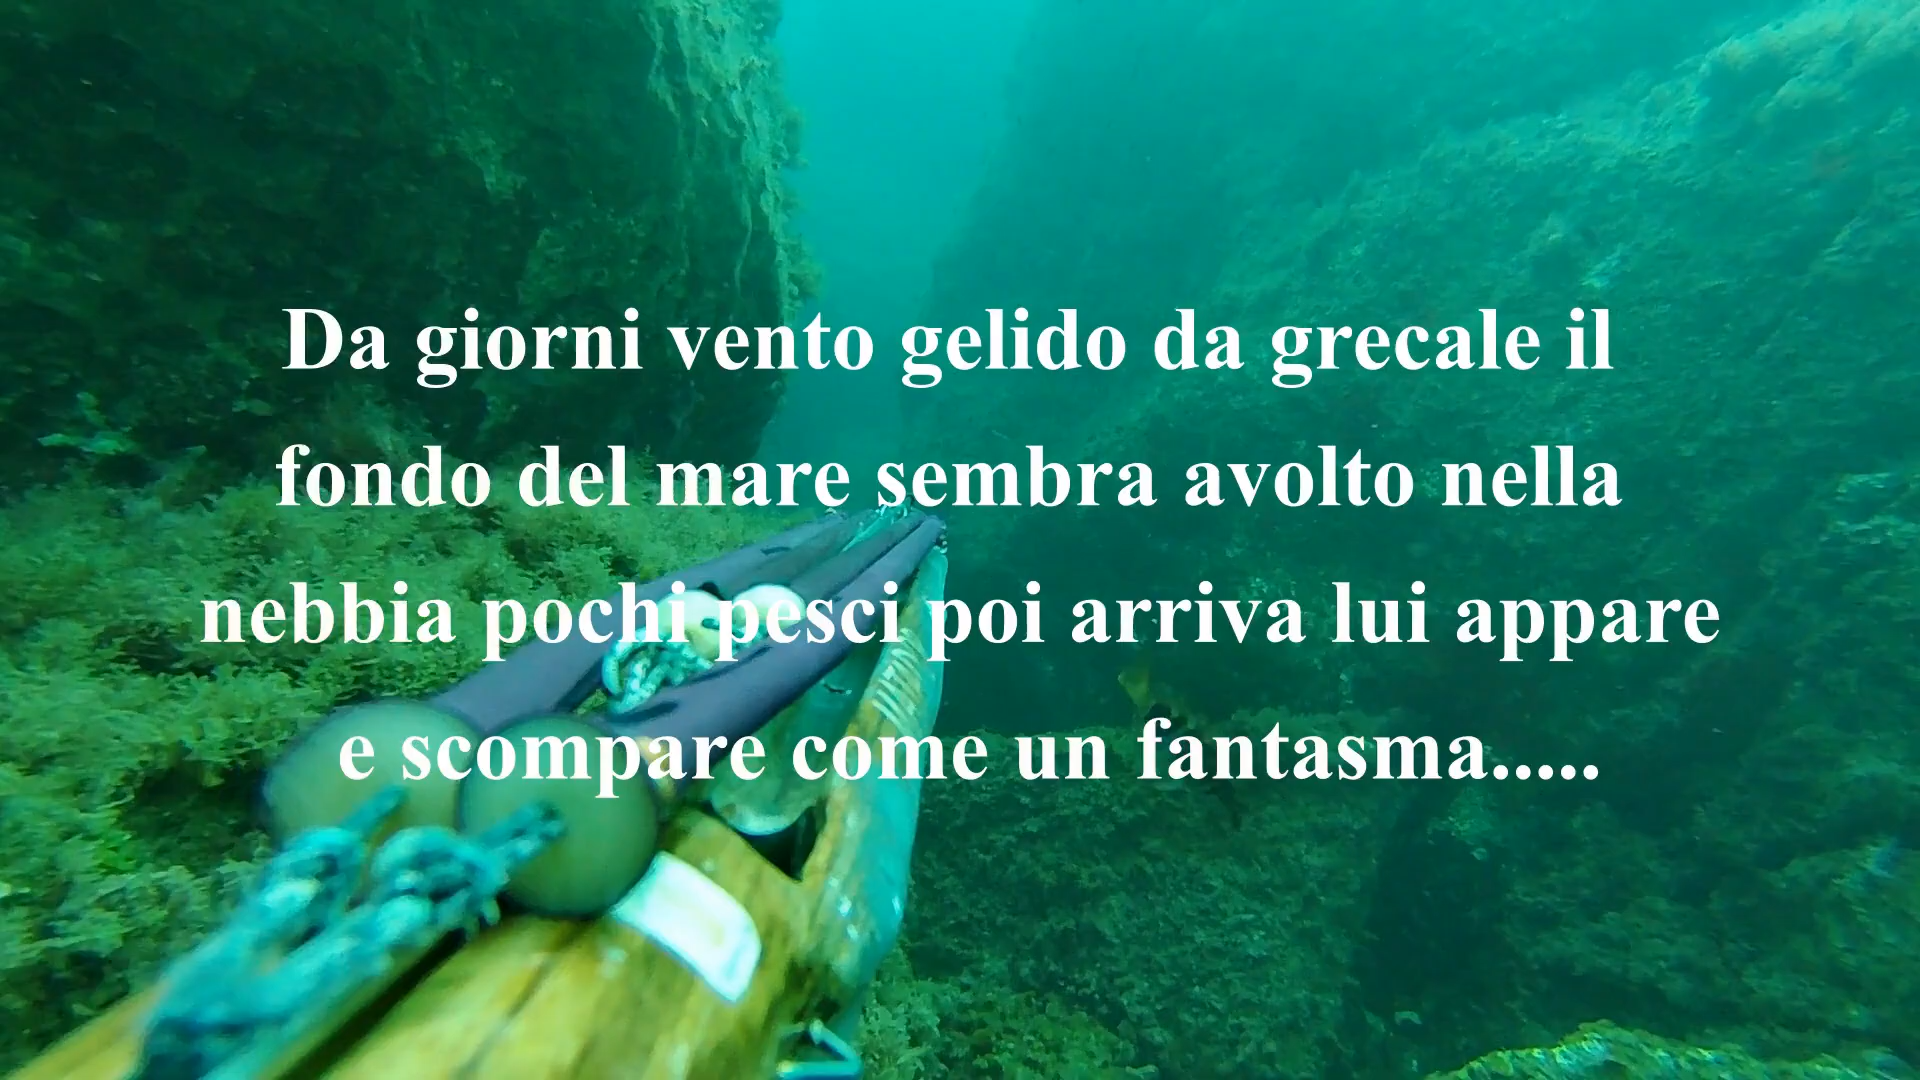 Da giorni vento gelido da grecale il
fondo del mare sembra avolto nella
nebbia pochi pesci poi arriva lui appare
e scompare come un fantasma.....